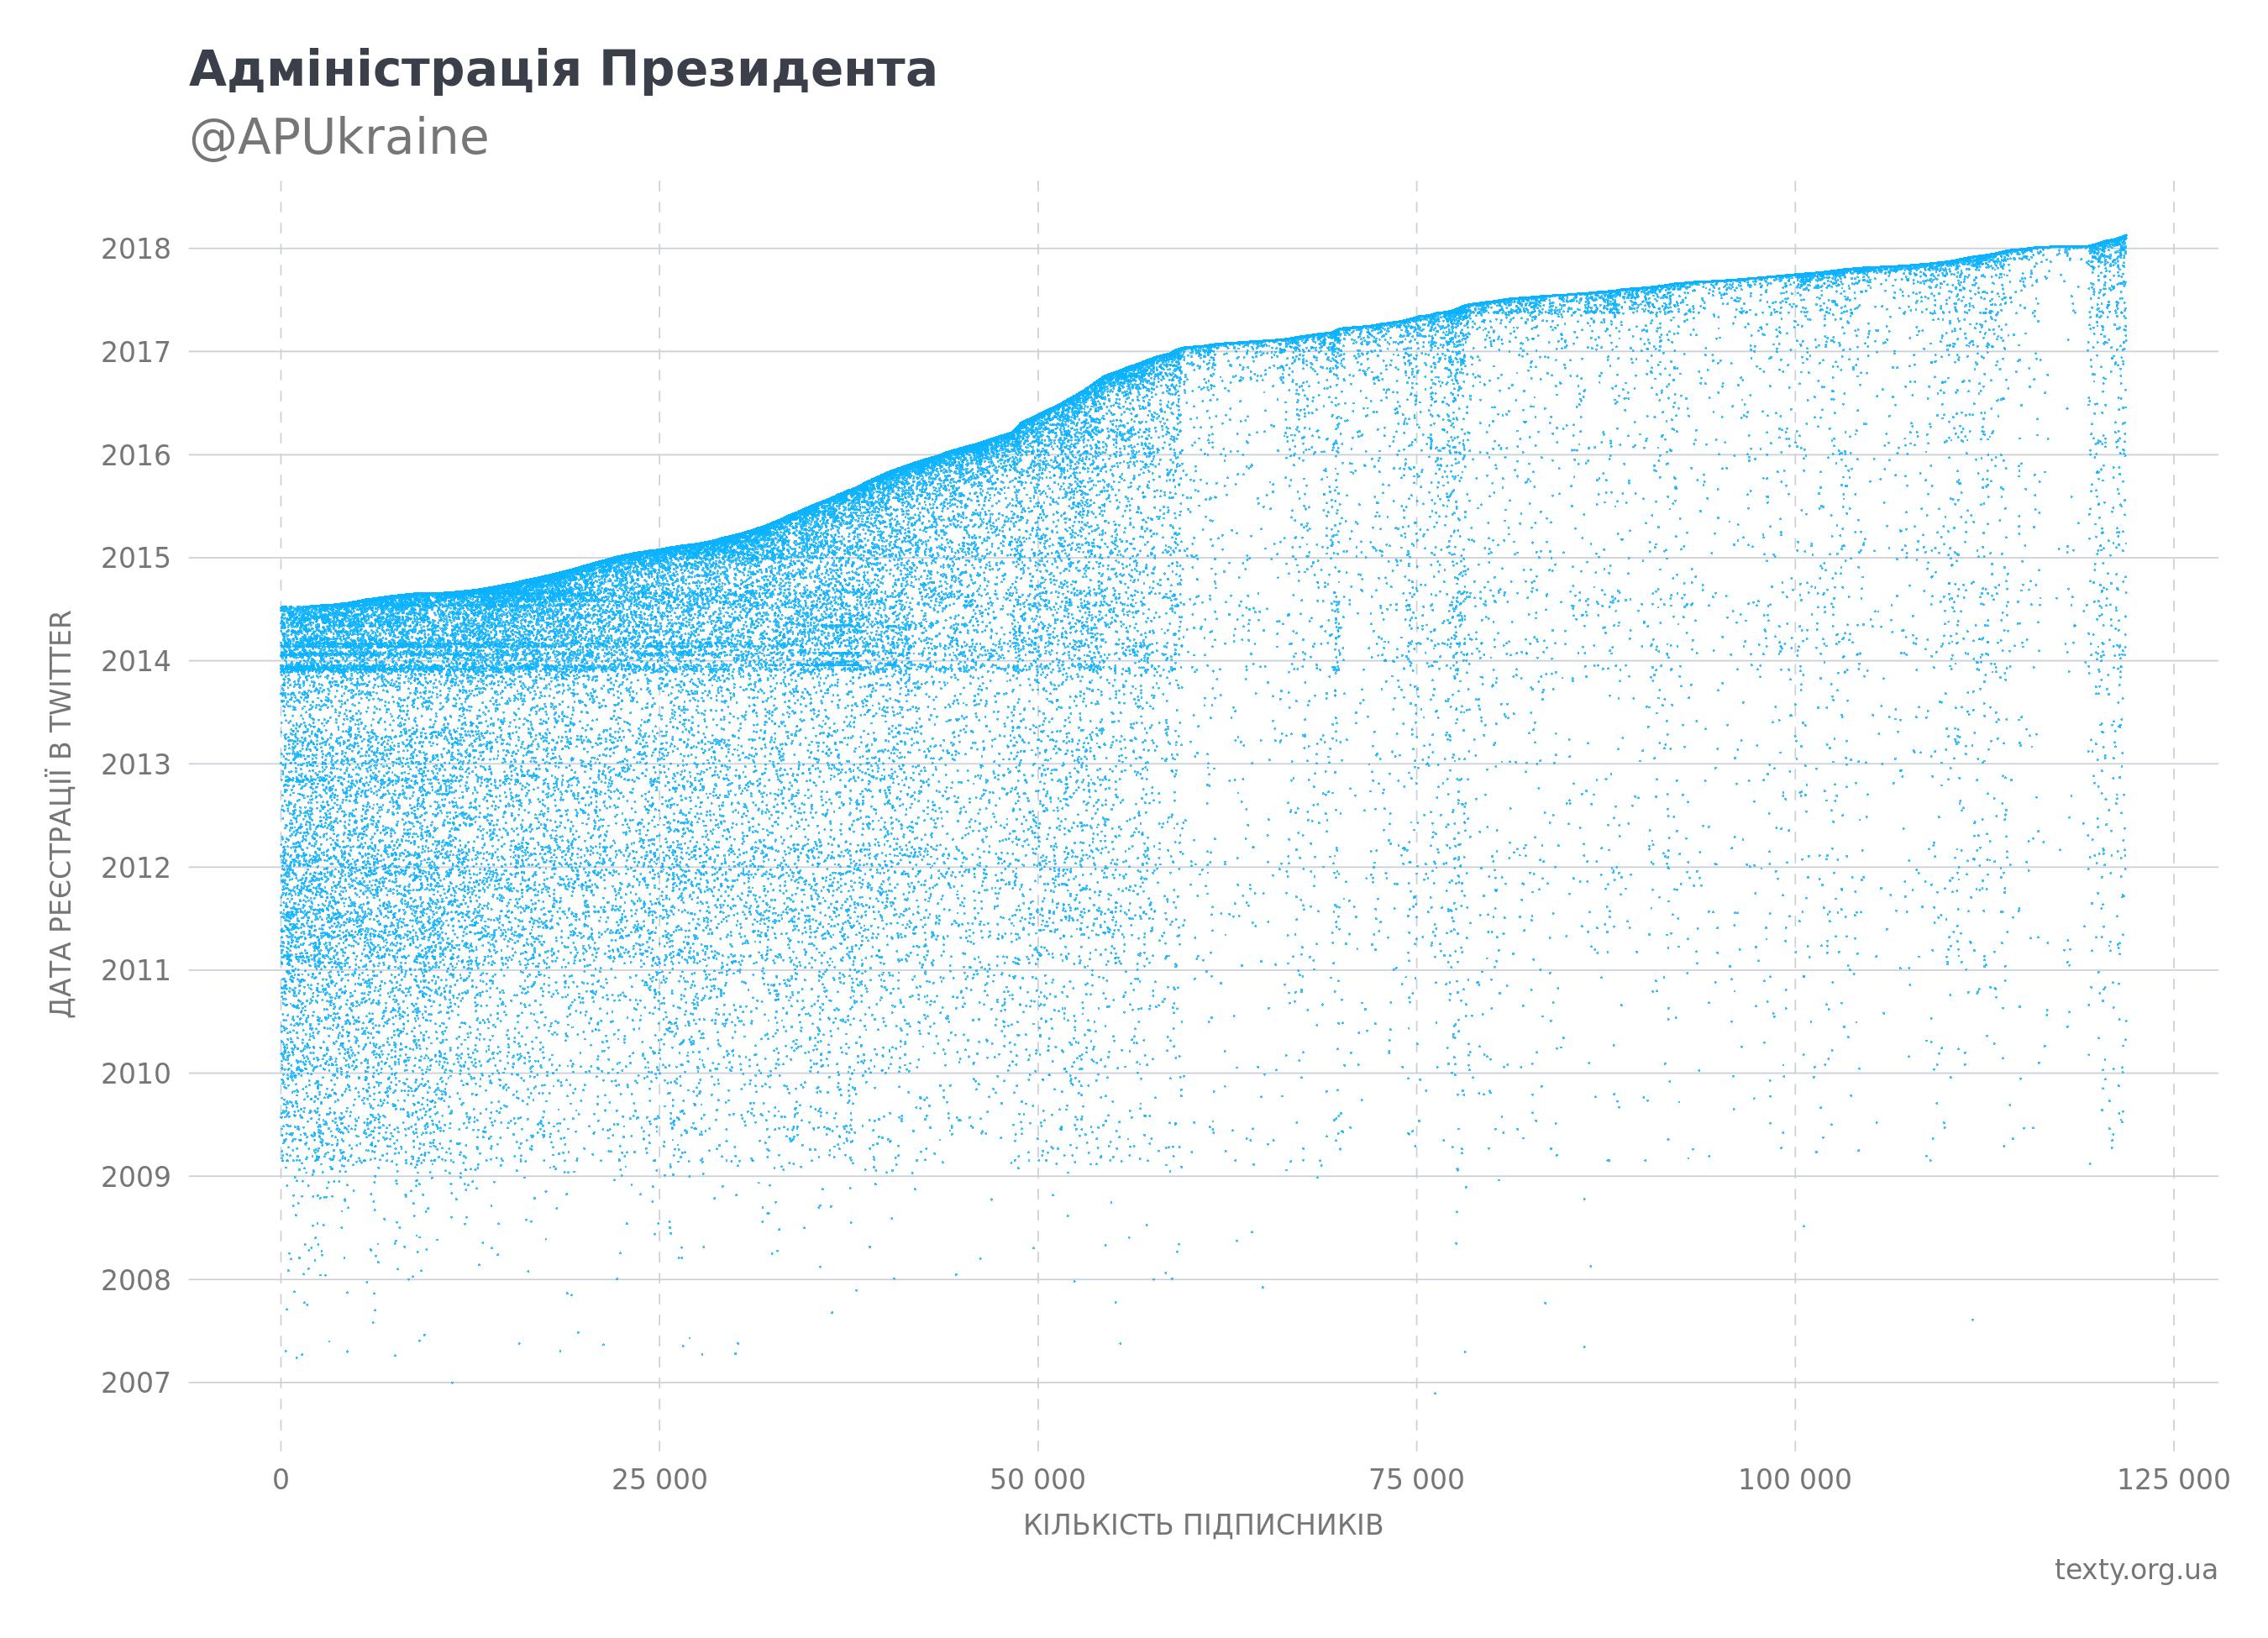 Адміністрація Президента
@APUkraine
ДАТА РЕЄСТРАЦІЇ В TWITTER
2018
2017
2016
2015
2014
2013
2012
2011
2010
2009
2008
2007
0 25 000 50 000 75 000 100 000 125 000
КІЛЬКІСТЬ ПІДПИСНИКІВ
texty.org.ua